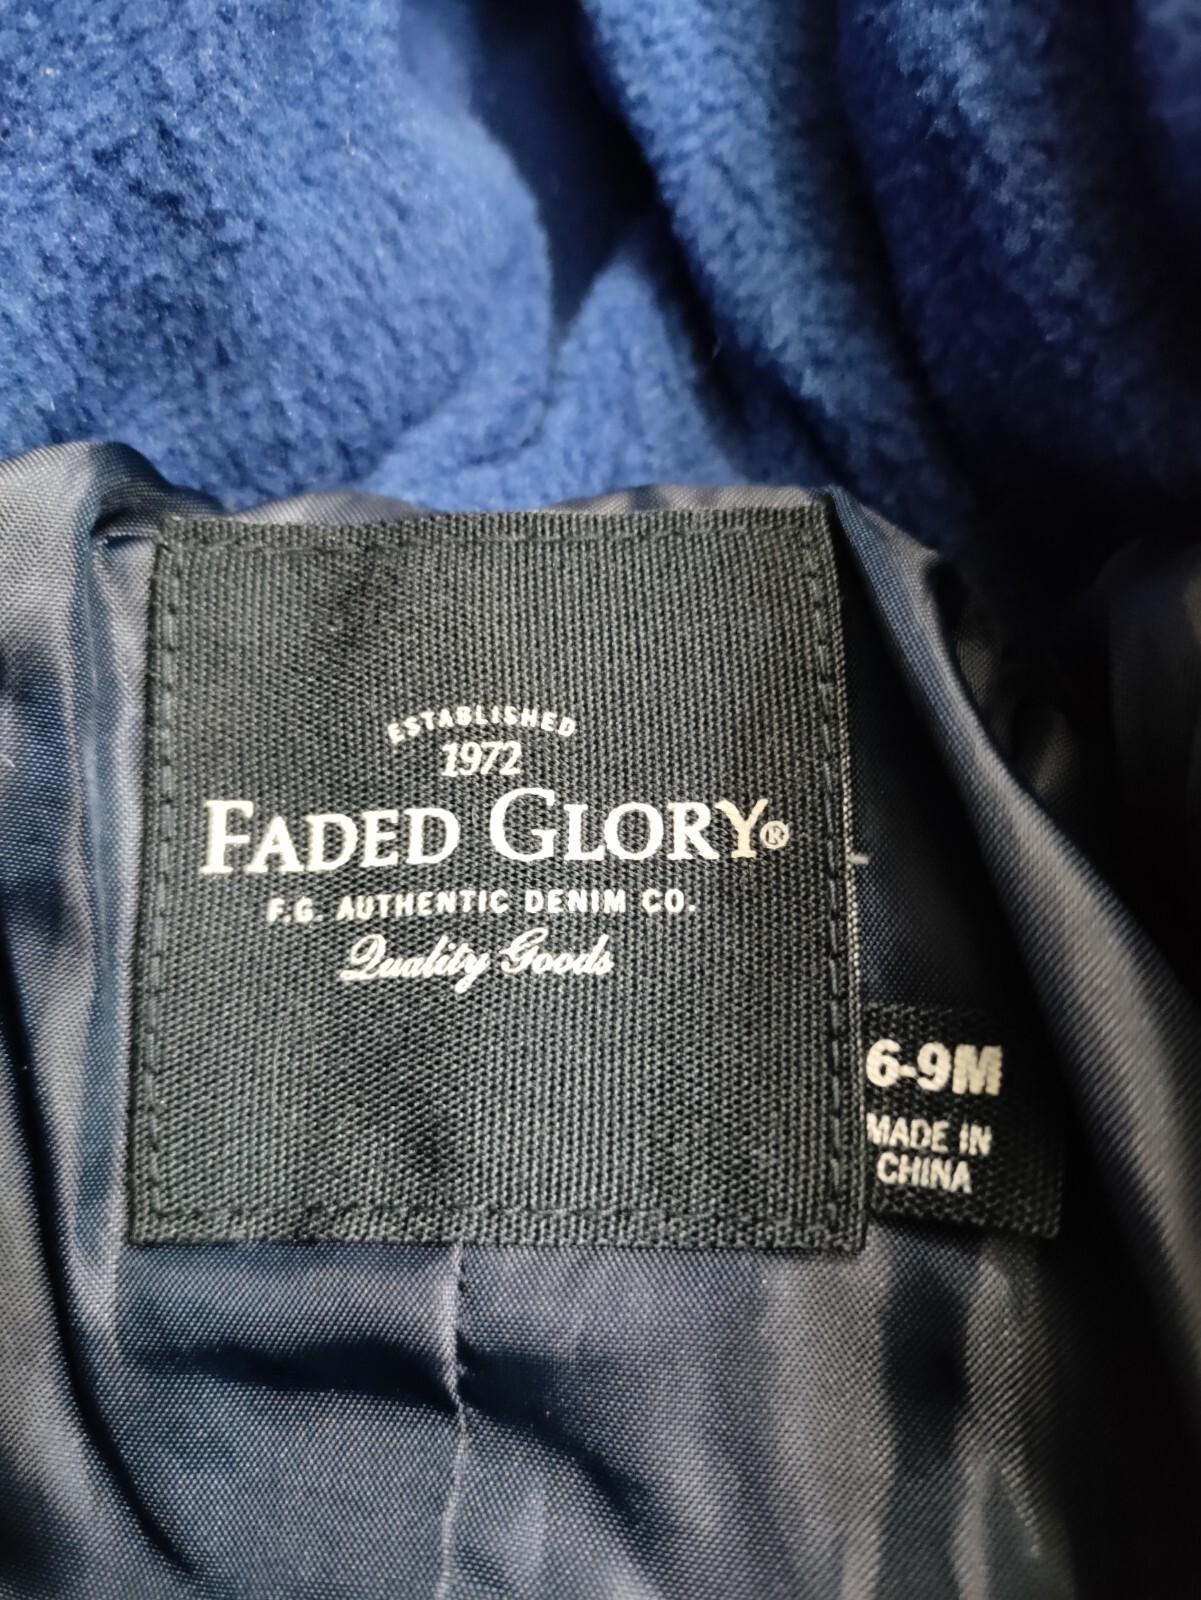 ESTABLISHED
1972
FADED GLORY®
F.G. AUTHENTIC DENIM CO.
Quality Goods
6-9M
MADE IN
CHINA